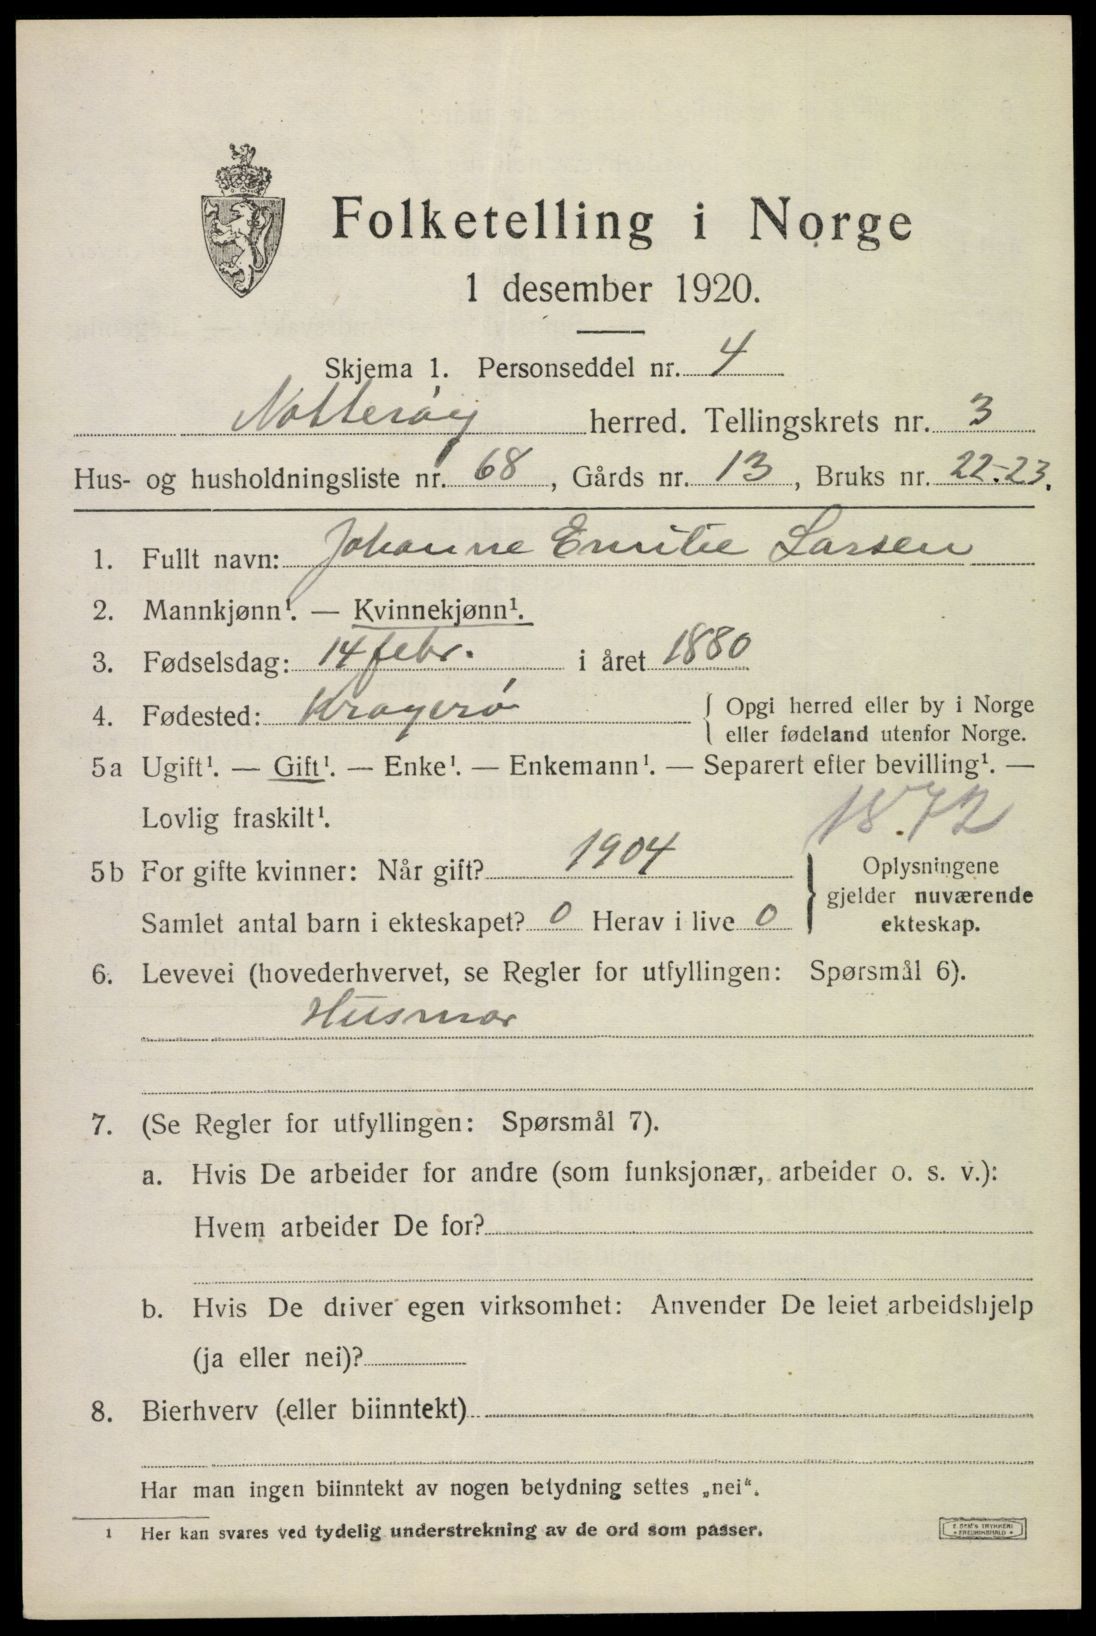 Folketelling i Norge
1 desember 1920.
Skjema 1. Personseddel nr. 4
Nøtterøy herred. Tellingskrets nr. 3
Hus- og husholdningsliste nr. 68, Gårds nr. 13, Bruks nr. 22-23.
1. Fullt navn: Johanne Emilie Larsen
2. Mannkjønn¹. — Kvinnekjønn¹.
3. Fødselsdag: 14 febr. i året 1880
4. Fødested: Kragerø { Opgi herred eller by i Norge
eller fødeland utenfor Norge.
5a Ugift¹. — Gift¹. — Enke¹. — Enkemann¹. — Separert efter bevilling¹. —
Lovlig fraskilt¹.
1872
5b For gifte kvinner: Når gift? 1904
Samlet antal barn i ekteskapet? 0 Herav i live 0
} Oplysningene
gjelder nuværende
ekteskap.
6. Levevei (hovederhvervet, se Regler for utfyllingen: Spørsmål 6).
Husmor
7. (Se Regler for utfyllingen: Spørsmål 7).
a. Hvis De arbeider for andre (som funksjonær, arbeider o. s. v.):
Hvem arbeider De for?
b. Hvis De driver egen virksomhet: Anvender De leiet arbeidshjelp
(ja eller nei)?
8. Bierhverv (eller biinntekt)
Har man ingen biinntekt av nogen betydning settes „nei“.
¹ Her kan svares ved tydelig understrekning av de ord som passer.
E. SEM'S TRYKKERI
FREDRIKSHALD